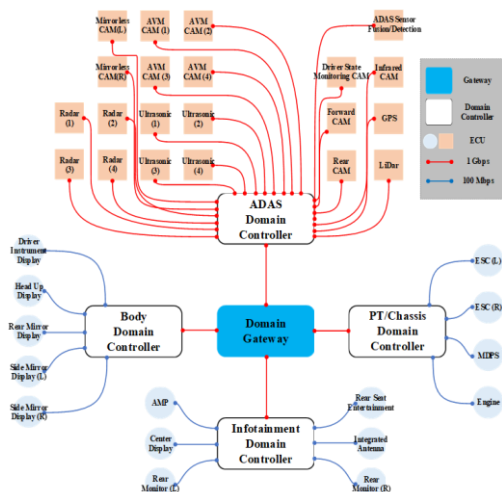 Mirrorless
CAM(L)
AVM
CAM (1)
AVM
CAM (2)
ADAS Sensor
Fusion/Detection
Mirrorless
CAM(R)
AVM
CAM (3)
AVM
CAM (4)
Driver State
Monitoring CAM
Infrared
CAM
Radar
(1)
Radar
(2)
Ultrasonic
(1)
Ultrasonic
(2)
Forward
CAM
GPS
Radar
(3)
Radar
(4)
Ultrasonic
(3)
Ultrasonic
(4)
Rear
CAM
LiDar
Gateway
Domain
Controller
ECU
1 Gbps
100 Mbps
ADAS
Domain
Controller
Driver
Instrument
Display
Head Up
Display
Rear Mirror
Display
Side Mirror
Display (L)
Side Mirror
Display (R)
Body
Domain
Controller
Domain
Gateway
PT/Chassis
Domain
Controller
ESC (L)
ESC (R)
MDPS
Engine
AMP
Center
Display
Rear
Monitor (L)
Infotainment
Domain
Controller
Rear Seat
Entertainment
Integrated
Antenna
Rear
Monitor (R)